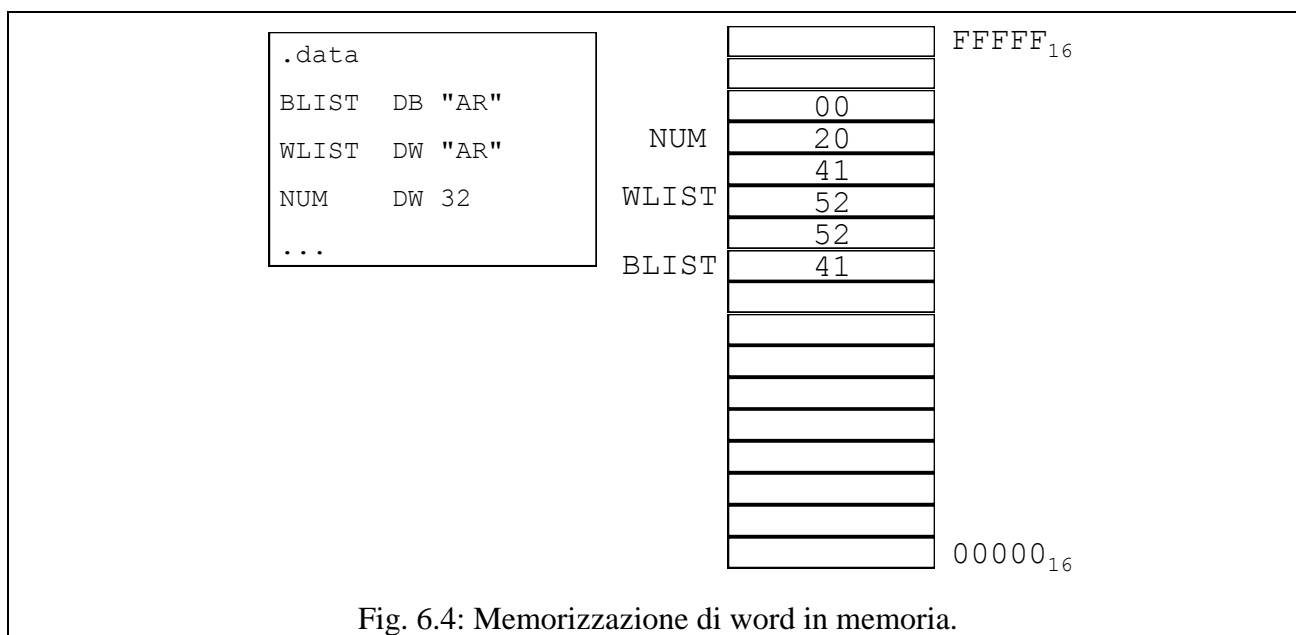 .data
BLIST DB "AR"
WLIST DW "AR"
NUM DW 32
...
FFFFF16
00
NUM 20
41
WLIST 52
52
BLIST 41
0000016
Fig. 6.4: Memorizzazione di word in memoria.